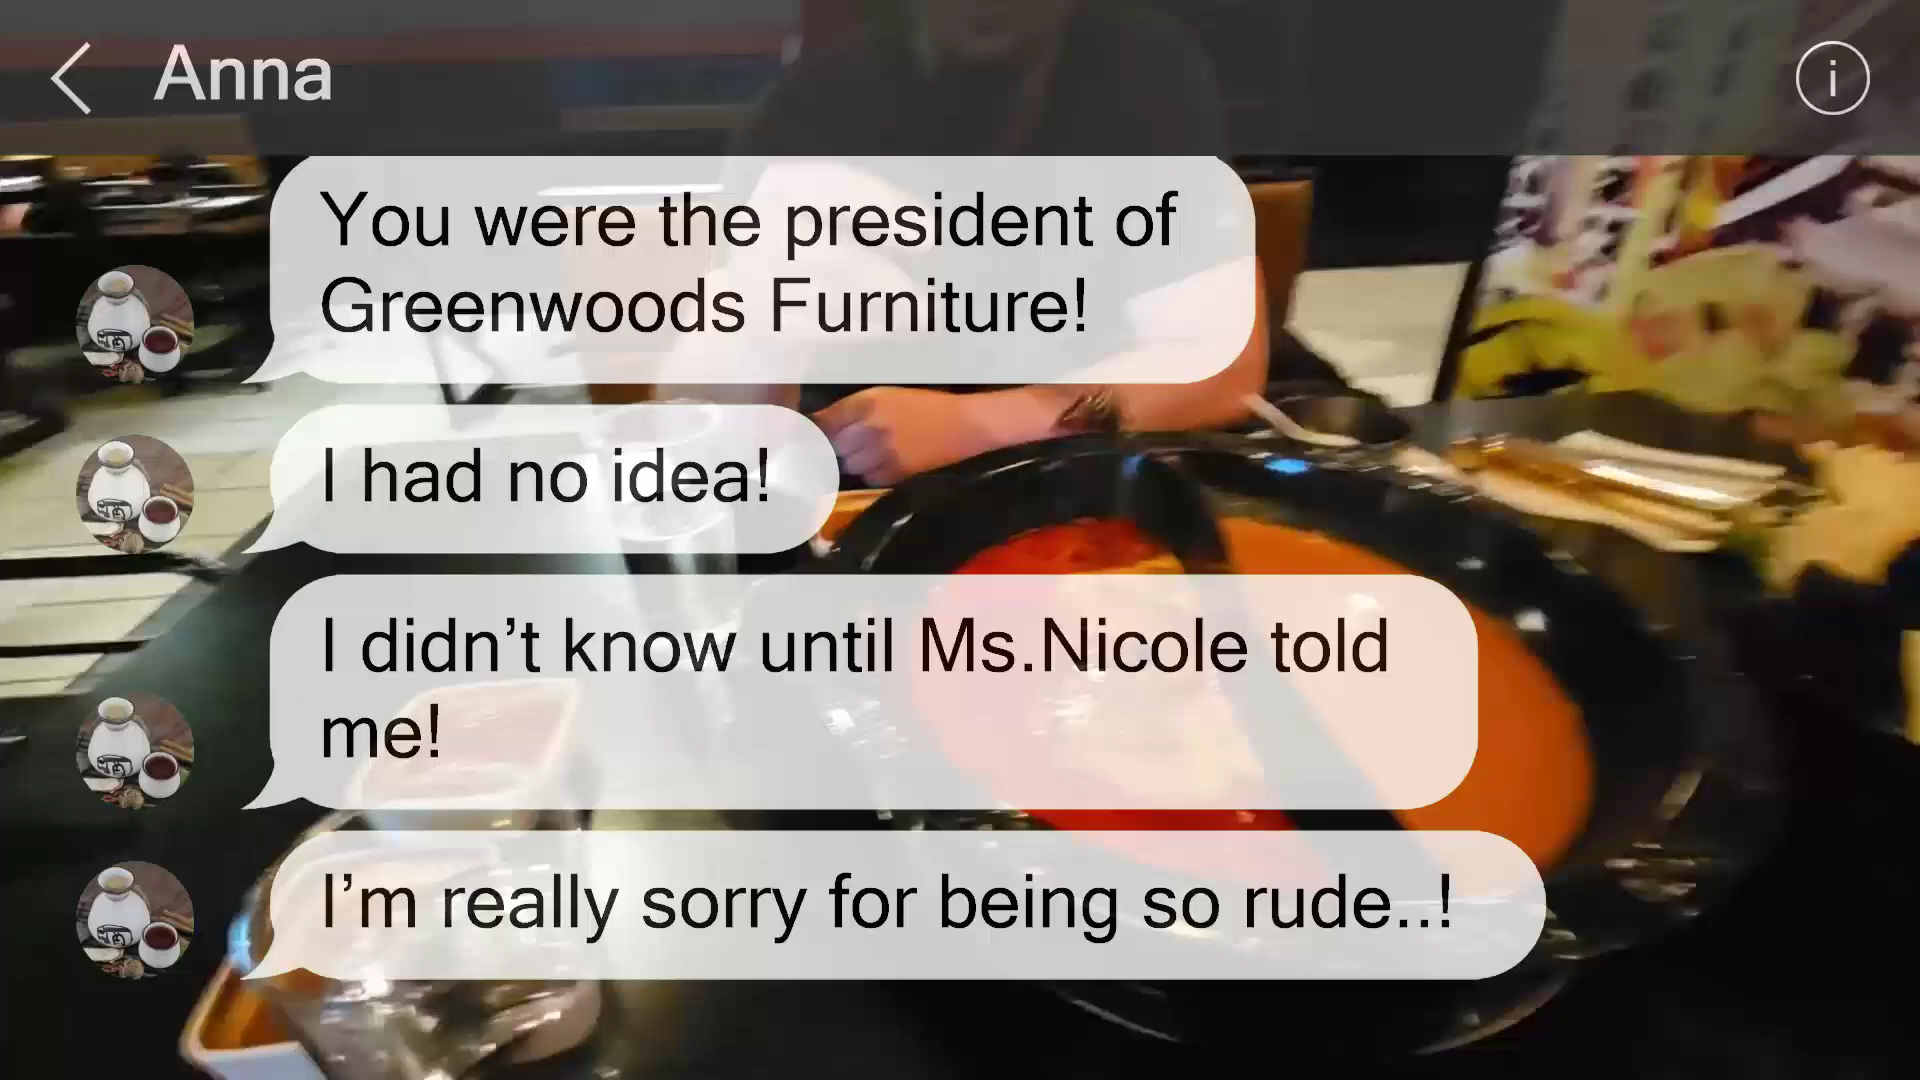 Anna
You were the president of
Greenwoods Furniture!
I had no idea!
I didn’t know until Ms.Nicole told
me!
I’m really sorry for being so rude..!